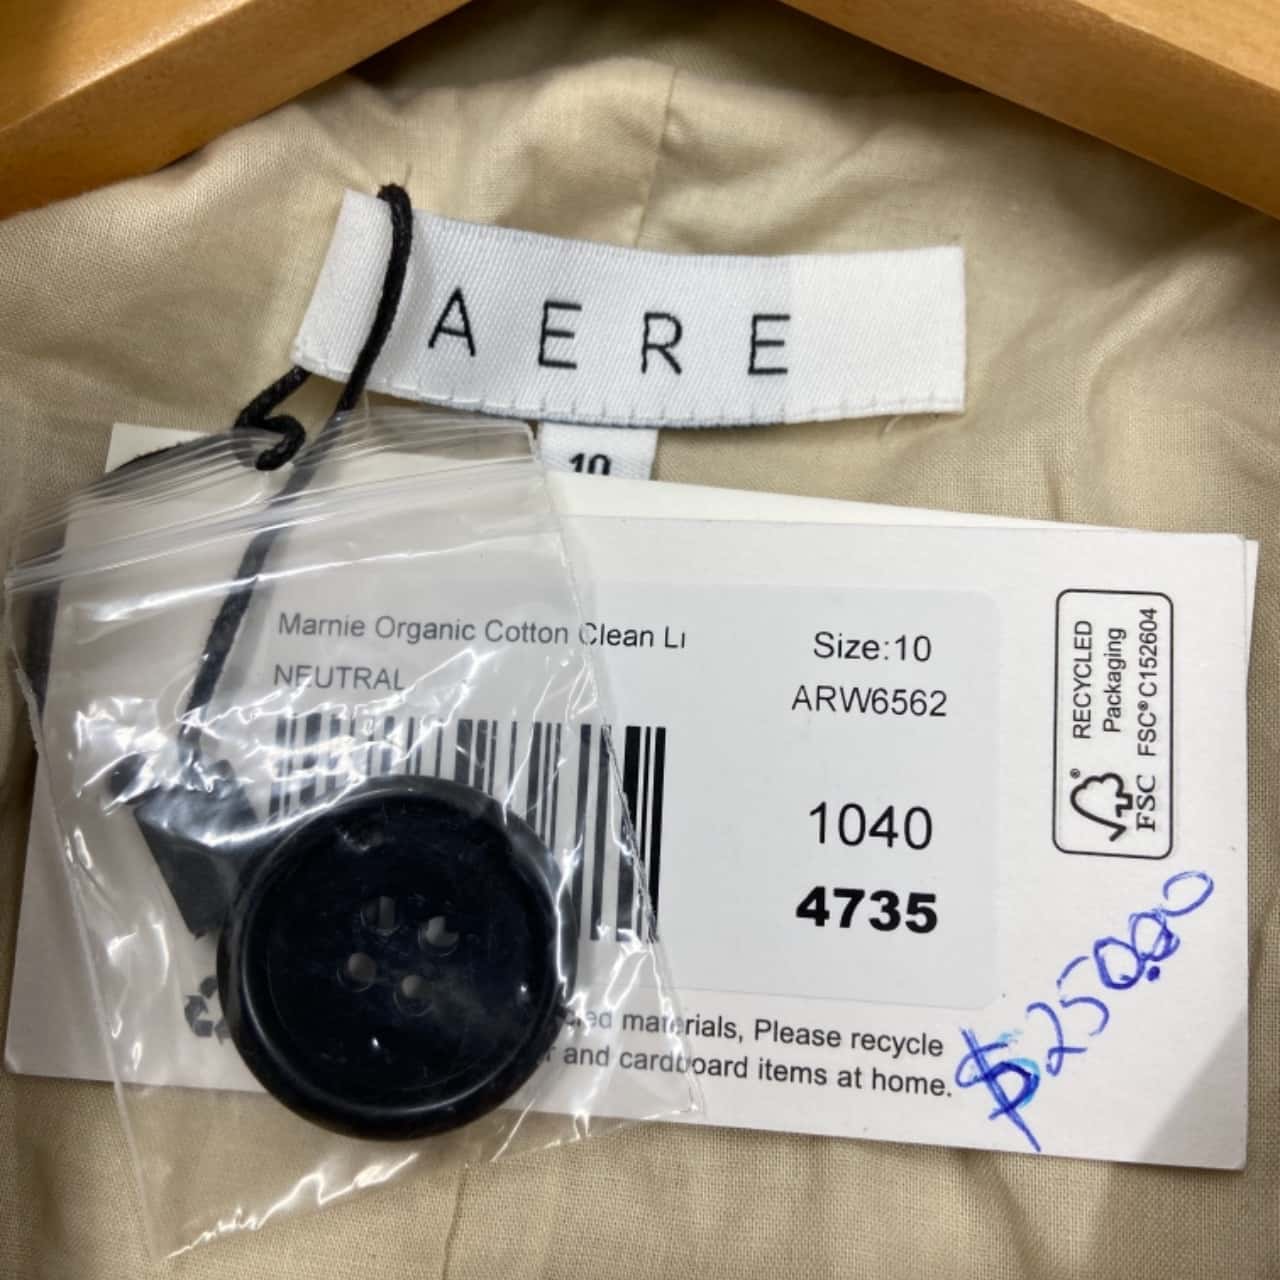 AERE
10
Marnie Organic Cotton Clean Li
NEUTRAL
Size:10
ARW6562
1040
4735
RECYCLED
Packaging
FSC® C152604
FSC®
materials, Please recycle
and cardboard items at home.
$250.00